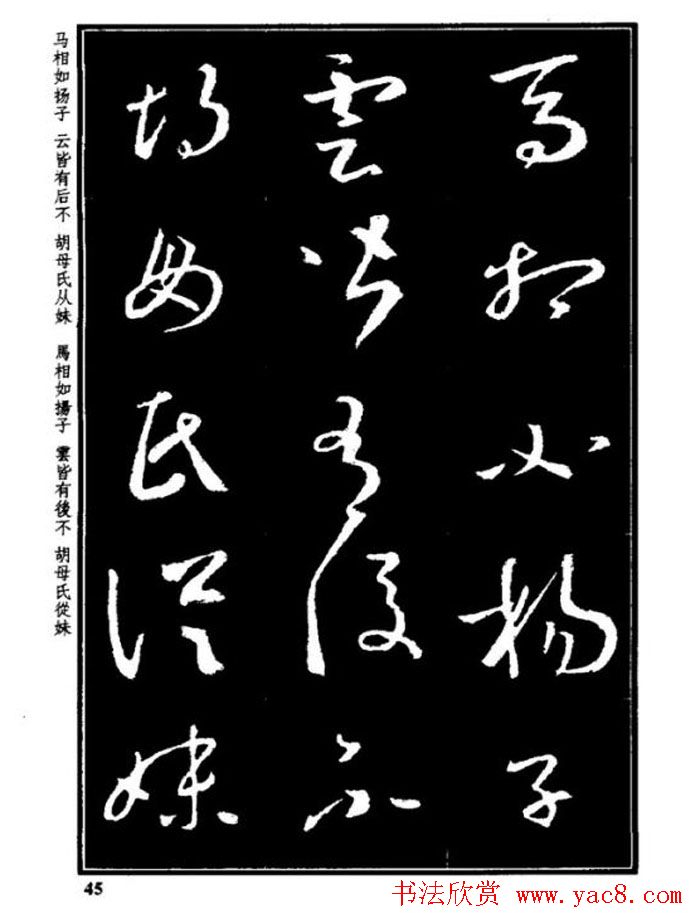 馬相如揚子
雲皆有後不
胡母氏從妹
马相如扬子 云皆有后不 胡母氏从妹 馬相如揚子 雲皆有後不 胡母氏從妹
45
书法欣赏 www.yac8.com